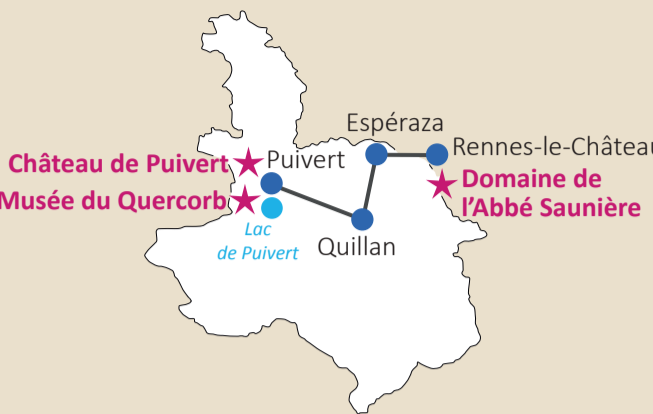 Espéraza
Rennes-le-Château
Château de Puivert
Puivert
Musée du Quercorb
Domaine de
l'Abbé Saunière
Lac
de Puivert
Quillan